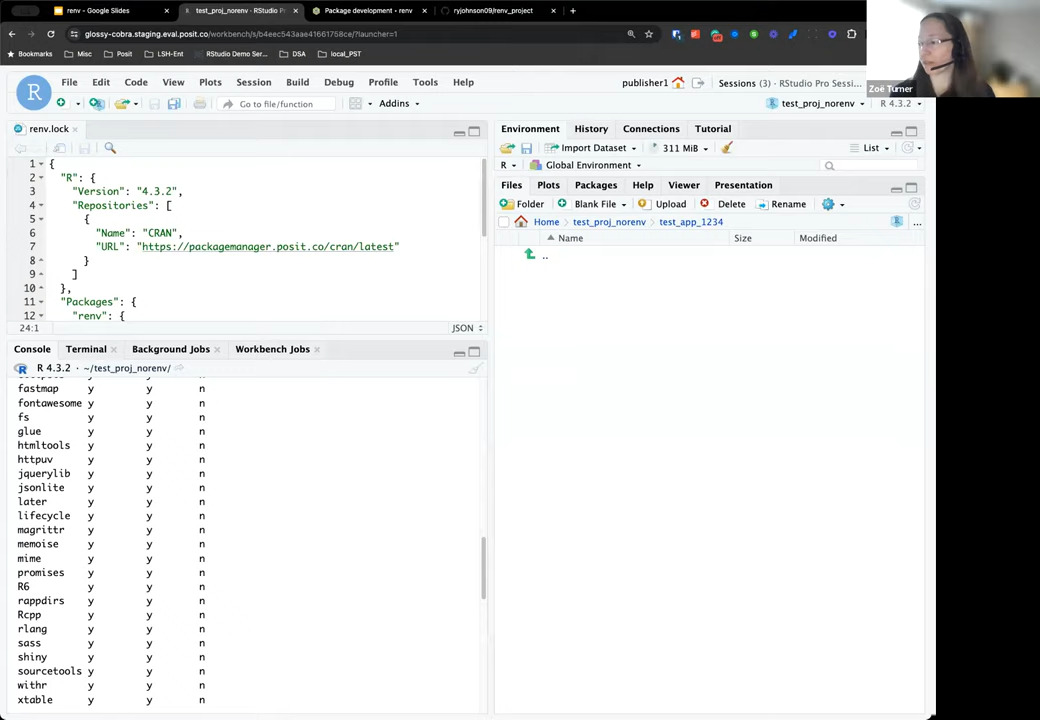 renv - Google Slides
test_proj_norenv - RStudio P
Package development • renv
ryjohnson09/renv_project
glossy-cobra.staging.eval.posit.co/workbench/s/b4eec543aae41661758ce/?launcher=1
Bookmarks Misc Posit LSH-Ent RStudio Demo Ser... DSA local_PST
Zoë Turner
R File Edit Code View Plots Session Build Debug Profile Tools Help
publisher1 Sessions (3) RStudio Pro Sessi...
Go to file/function Addins
test_proj_norenv R 4.3.2
renv.lock
1 {
2 "R": {
3 "Version": "4.3.2",
4 "Repositories": [
5 {
6 "Name": "CRAN",
7 "URL": "https://packagemanager.posit.co/cran/latest"
8 }
9 ]
10 },
11 "Packages": {
12 "renv": {
24:1 JSON
Console Terminal Background Jobs Workbench Jobs
R 4.3.2 · ~/test_proj_norenv/
fastmap y y n
fontawesome y y n
fs y y n
glue y y n
htmltools y y n
httpuv y y n
jquerylib y y n
jsonlite y y n
later y y n
lifecycle y y n
magrittr y y n
memoise y y n
mime y y n
promises y y n
R6 y y n
rappdirs y y n
Rcpp y y n
rlang y y n
sass y y n
shiny y y n
sourcetools y y n
withr y y n
xtable y y n
Environment History Connections Tutorial
Import Dataset 311 MiB List
R Global Environment
Files Plots Packages Help Viewer Presentation
Folder Blank File Upload Delete Rename
Home test_proj_norenv test_app_1234 ...
Name Size Modified
..